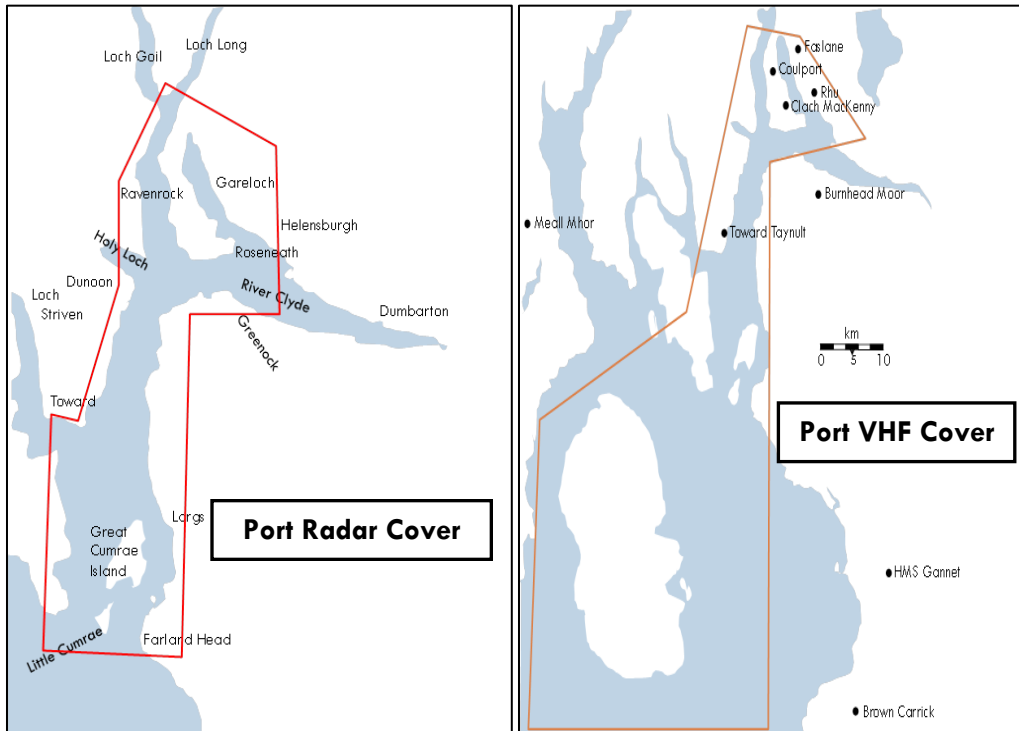 Loch Long
Loch Goil
Ravenrock
Gareloch
Helensburgh
Holy Loch
Roseneath
Dunoon
Loch
Striven
River Clyde
Dumbarton
Greenock
Toward
Largs
Great
Cumrae
Island
Port Radar Cover
Farland Head
Little Cumrae
Faslane
Coulport
Rhu
Clach MacKenny
Burnhead Moor
Meall Mhor
Toward Taynult
km
0 5 10
Port VHF Cover
HMS Gannet
Brown Carrick